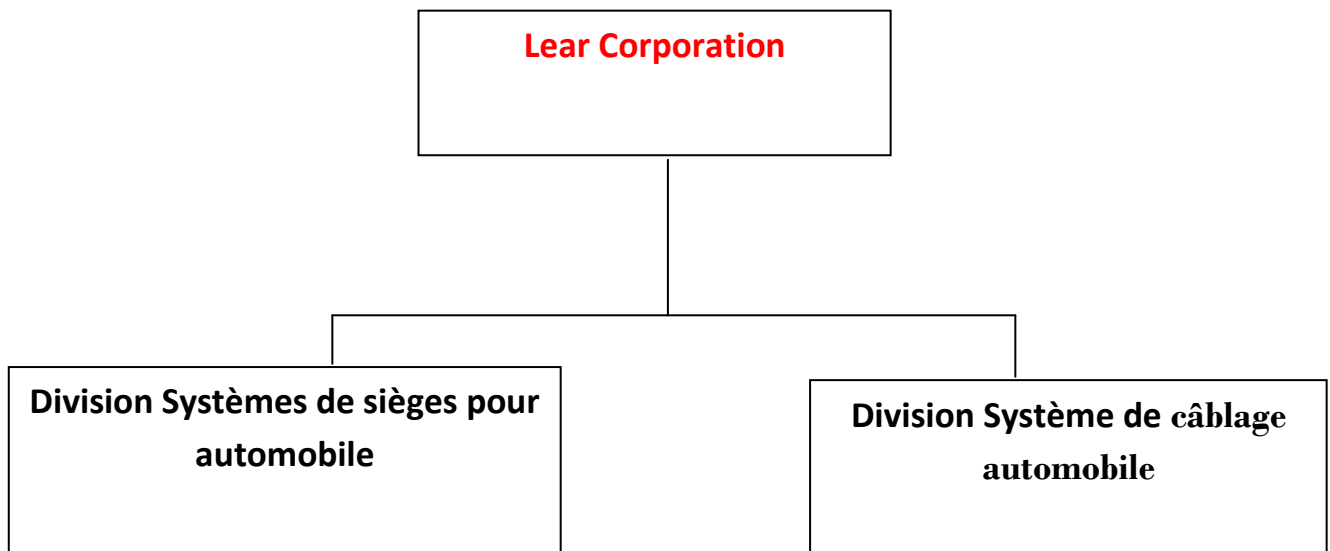 Lear Corporation
Division Systèmes de sièges pour
automobile
Division Système de câblage
automobile